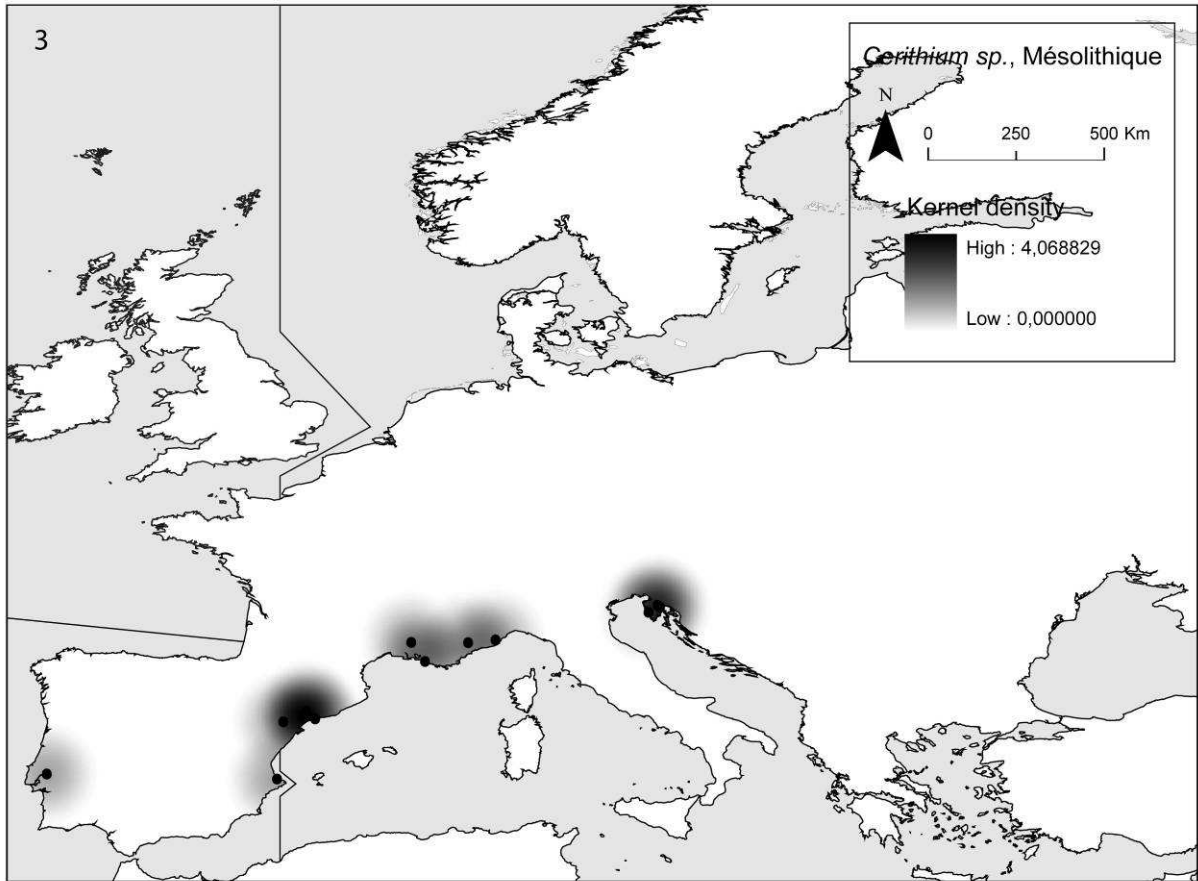 3
Cerithium sp., Mésolithique
N
0 250 500 Km
Kernel density
High : 4,068829
Low : 0,000000